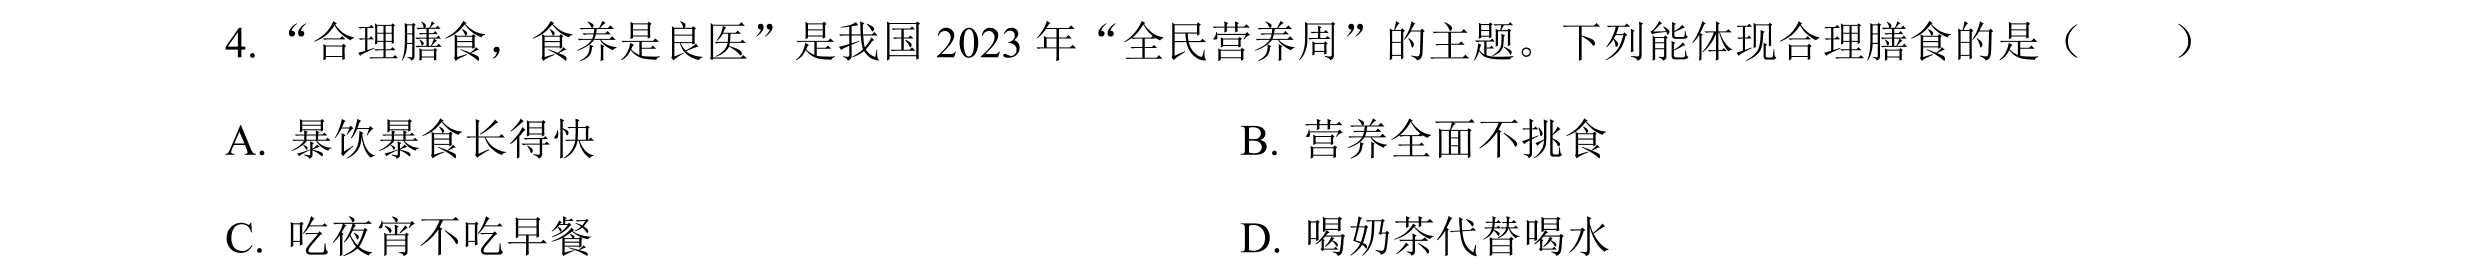 4. “合理膳食，食养是良医”是我国 2023 年“全民营养周”的主题。下列能体现合理膳食的是（　　）
A. 暴饮暴食长得快 B. 营养全面不挑食
C. 吃夜宵不吃早餐 D. 喝奶茶代替喝水